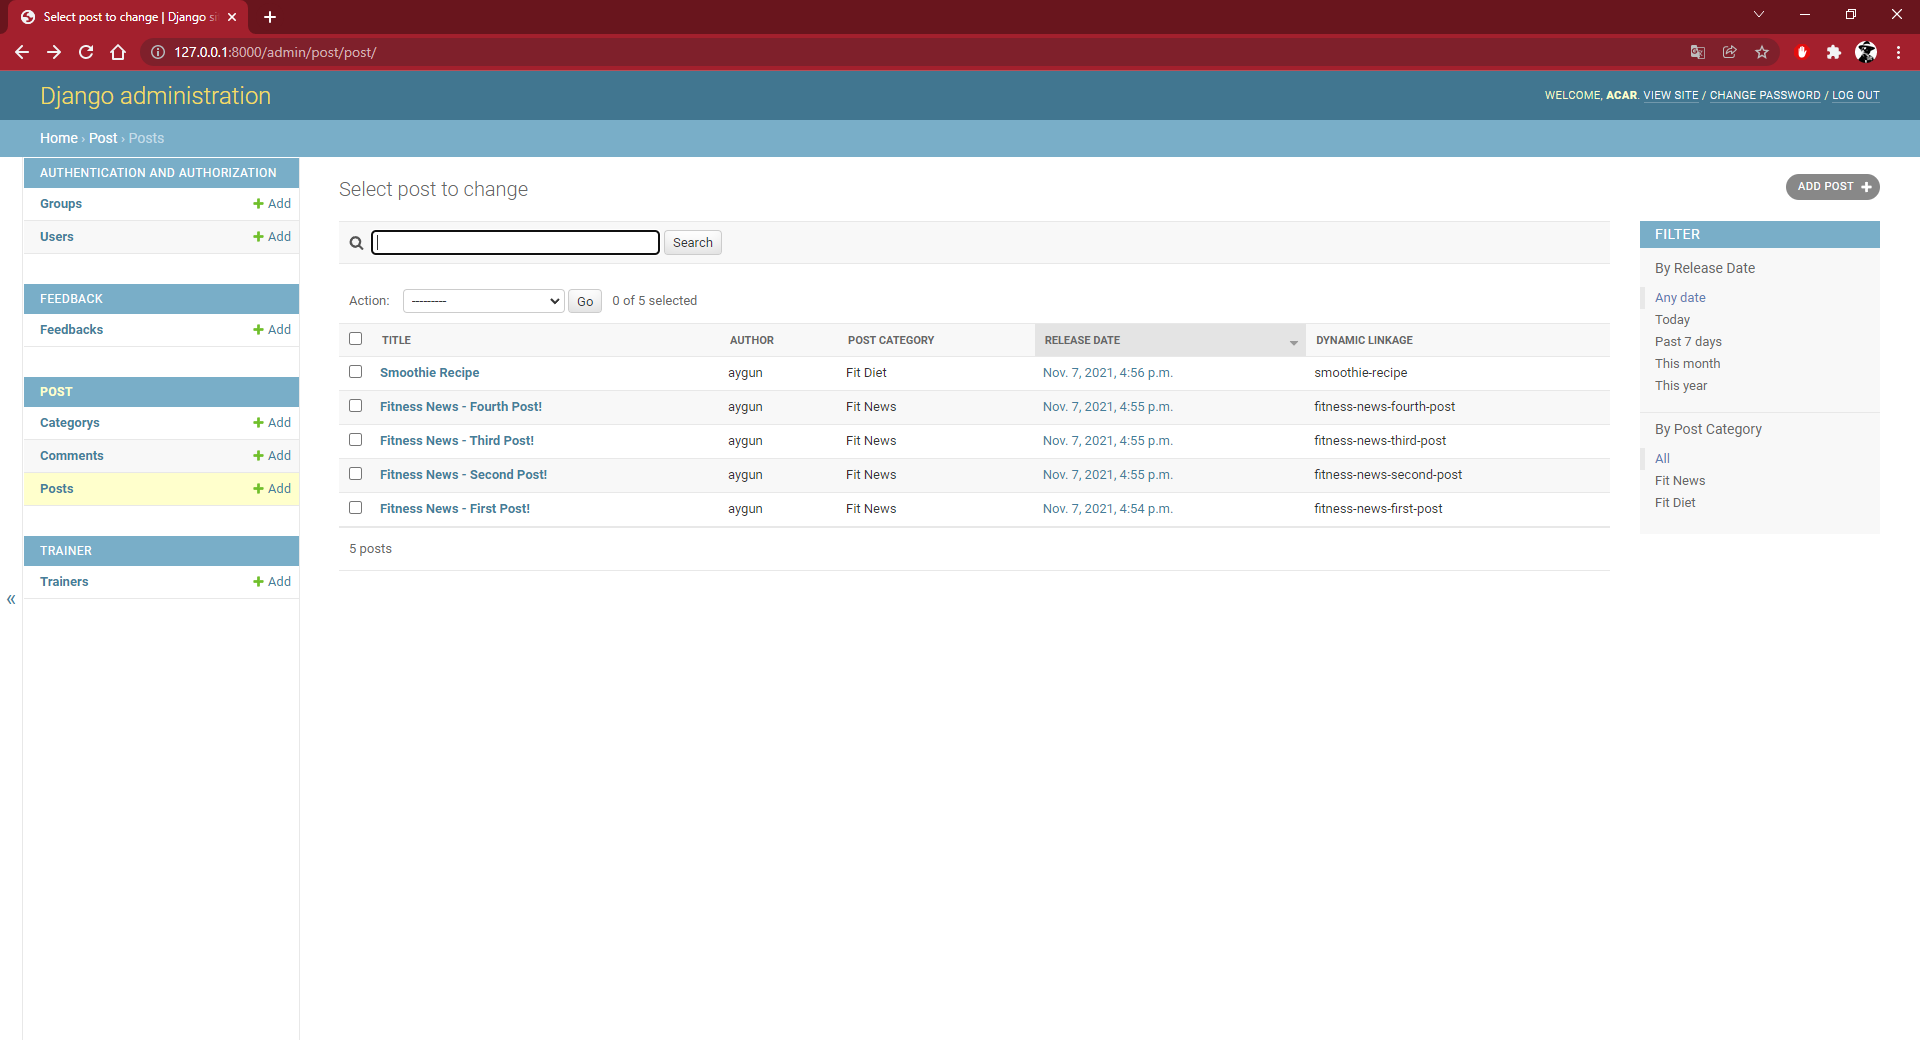 Select post to change | Django si
127.0.0.1:8000/admin/post/post/
Django administration
WELCOME, ACAR. VIEW SITE / CHANGE PASSWORD / LOG OUT
Home › Post › Posts
AUTHENTICATION AND AUTHORIZATION
Groups + Add
Users + Add
FEEDBACK
Feedbacks + Add
POST
Categorys + Add
Comments + Add
Posts + Add
TRAINER
Trainers + Add
«
Select post to change
ADD POST +
Search
Action: --------- Go 0 of 5 selected
TITLE AUTHOR POST CATEGORY RELEASE DATE DYNAMIC LINKAGE
Smoothie Recipe aygun Fit Diet Nov. 7, 2021, 4:56 p.m. smoothie-recipe
Fitness News - Fourth Post! aygun Fit News Nov. 7, 2021, 4:55 p.m. fitness-news-fourth-post
Fitness News - Third Post! aygun Fit News Nov. 7, 2021, 4:55 p.m. fitness-news-third-post
Fitness News - Second Post! aygun Fit News Nov. 7, 2021, 4:55 p.m. fitness-news-second-post
Fitness News - First Post! aygun Fit News Nov. 7, 2021, 4:54 p.m. fitness-news-first-post
5 posts
FILTER
By Release Date
Any date
Today
Past 7 days
This month
This year
By Post Category
All
Fit News
Fit Diet